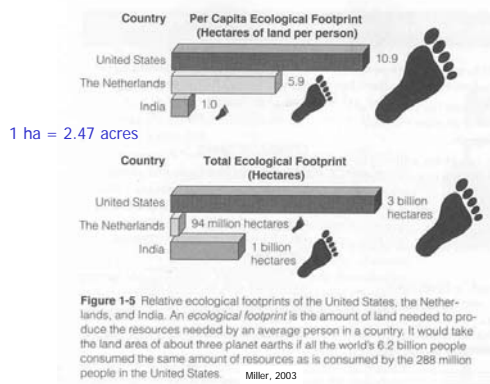 Country Per Capita Ecological Footprint
(Hectares of land per person)
United States 10.9
The Netherlands 5.9
India 1.0
1 ha = 2.47 acres
Country Total Ecological Footprint
(Hectares)
United States 3 billion
hectares
The Netherlands 94 million hectares
India 1 billion
hectares
Figure 1-5 Relative ecological footprints of the United States, the Nether-
lands, and India. An ecological footprint is the amount of land needed to pro-
duce the resources needed by an average person in a country. It would take
the land area of about three planet earths if all the world's 6.2 billion people
consumed the same amount of resources as is consumed by the 288 million
people in the United States. Miller, 2003